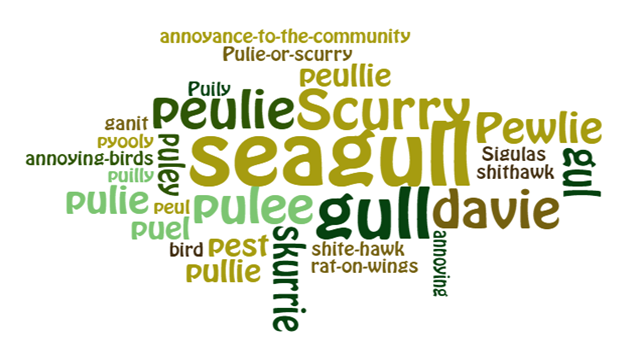 annoyance-to-the-community
Pulie-or-scurry
peullie
Puily
peulie
Scurry
ganit
pyooly
puley
seagull
Pewlie
annoying-birds
Sigulas
gul
puilly
shithawk
pulie
peul
pulee
gull
davie
puel
bird
pest
skurrie
shite-hawk
annoying
pullie
rat-on-wings